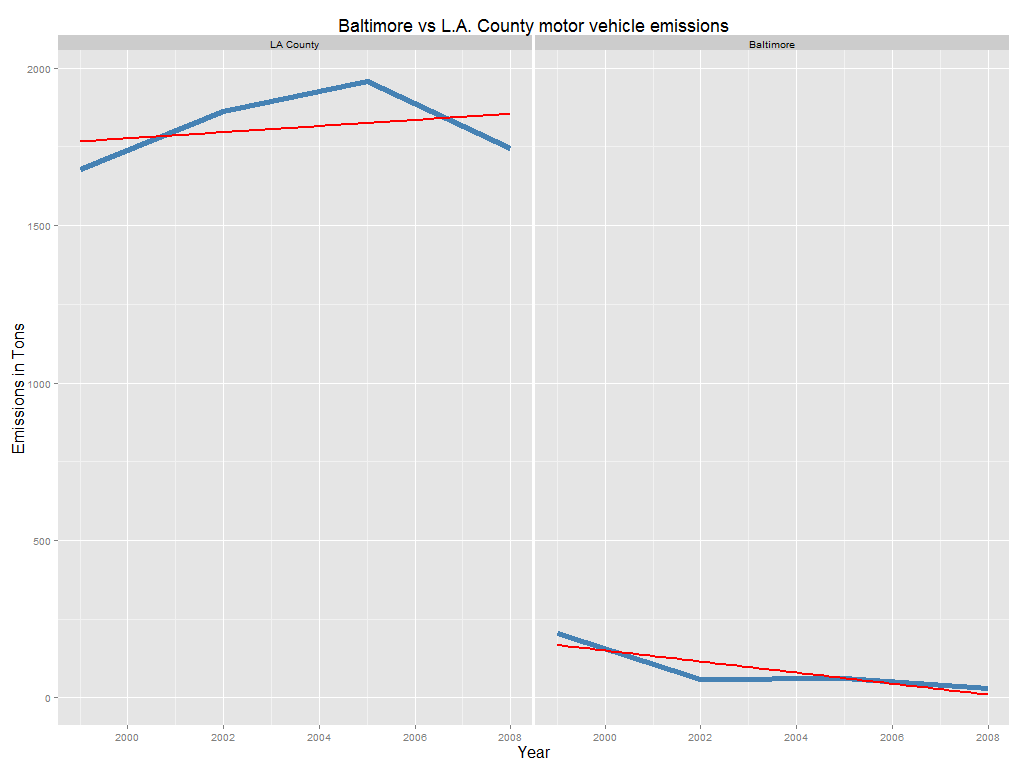 Baltimore vs L.A. County motor vehicle emissions
LA County
Baltimore
2000
1500
1000
500
0
Emissions in Tons
2000 2002 2004 2006 2008
2000 2002 2004 2006 2008
Year